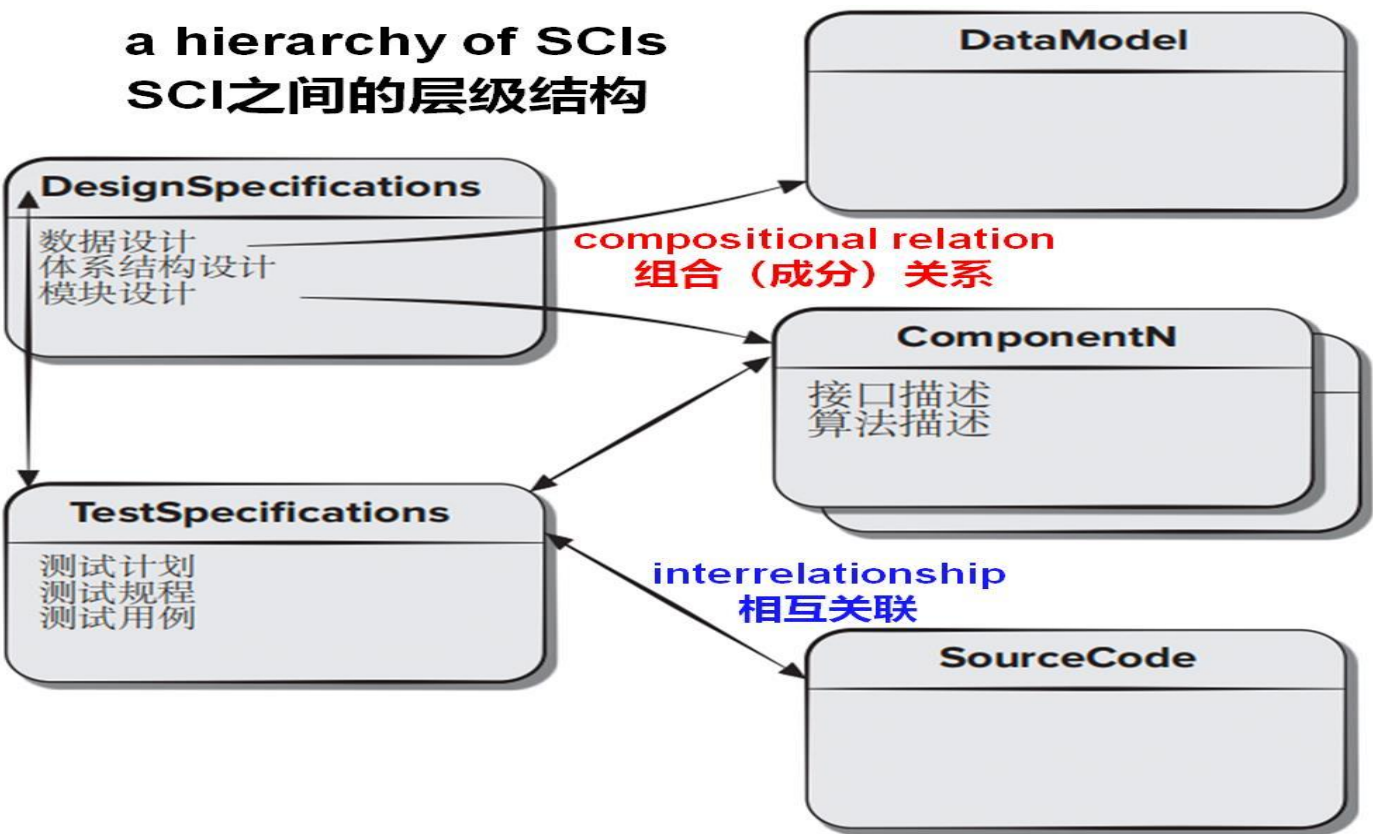 a hierarchy of SCIs
SCI之间的层级结构
DataModel
DesignSpecifications
数据设计
体系结构设计
模块设计
compositional relation
组合（成分）关系
ComponentN
接口描述
算法描述
TestSpecifications
测试计划
测试规程
测试用例
interrelationship
相互关联
SourceCode